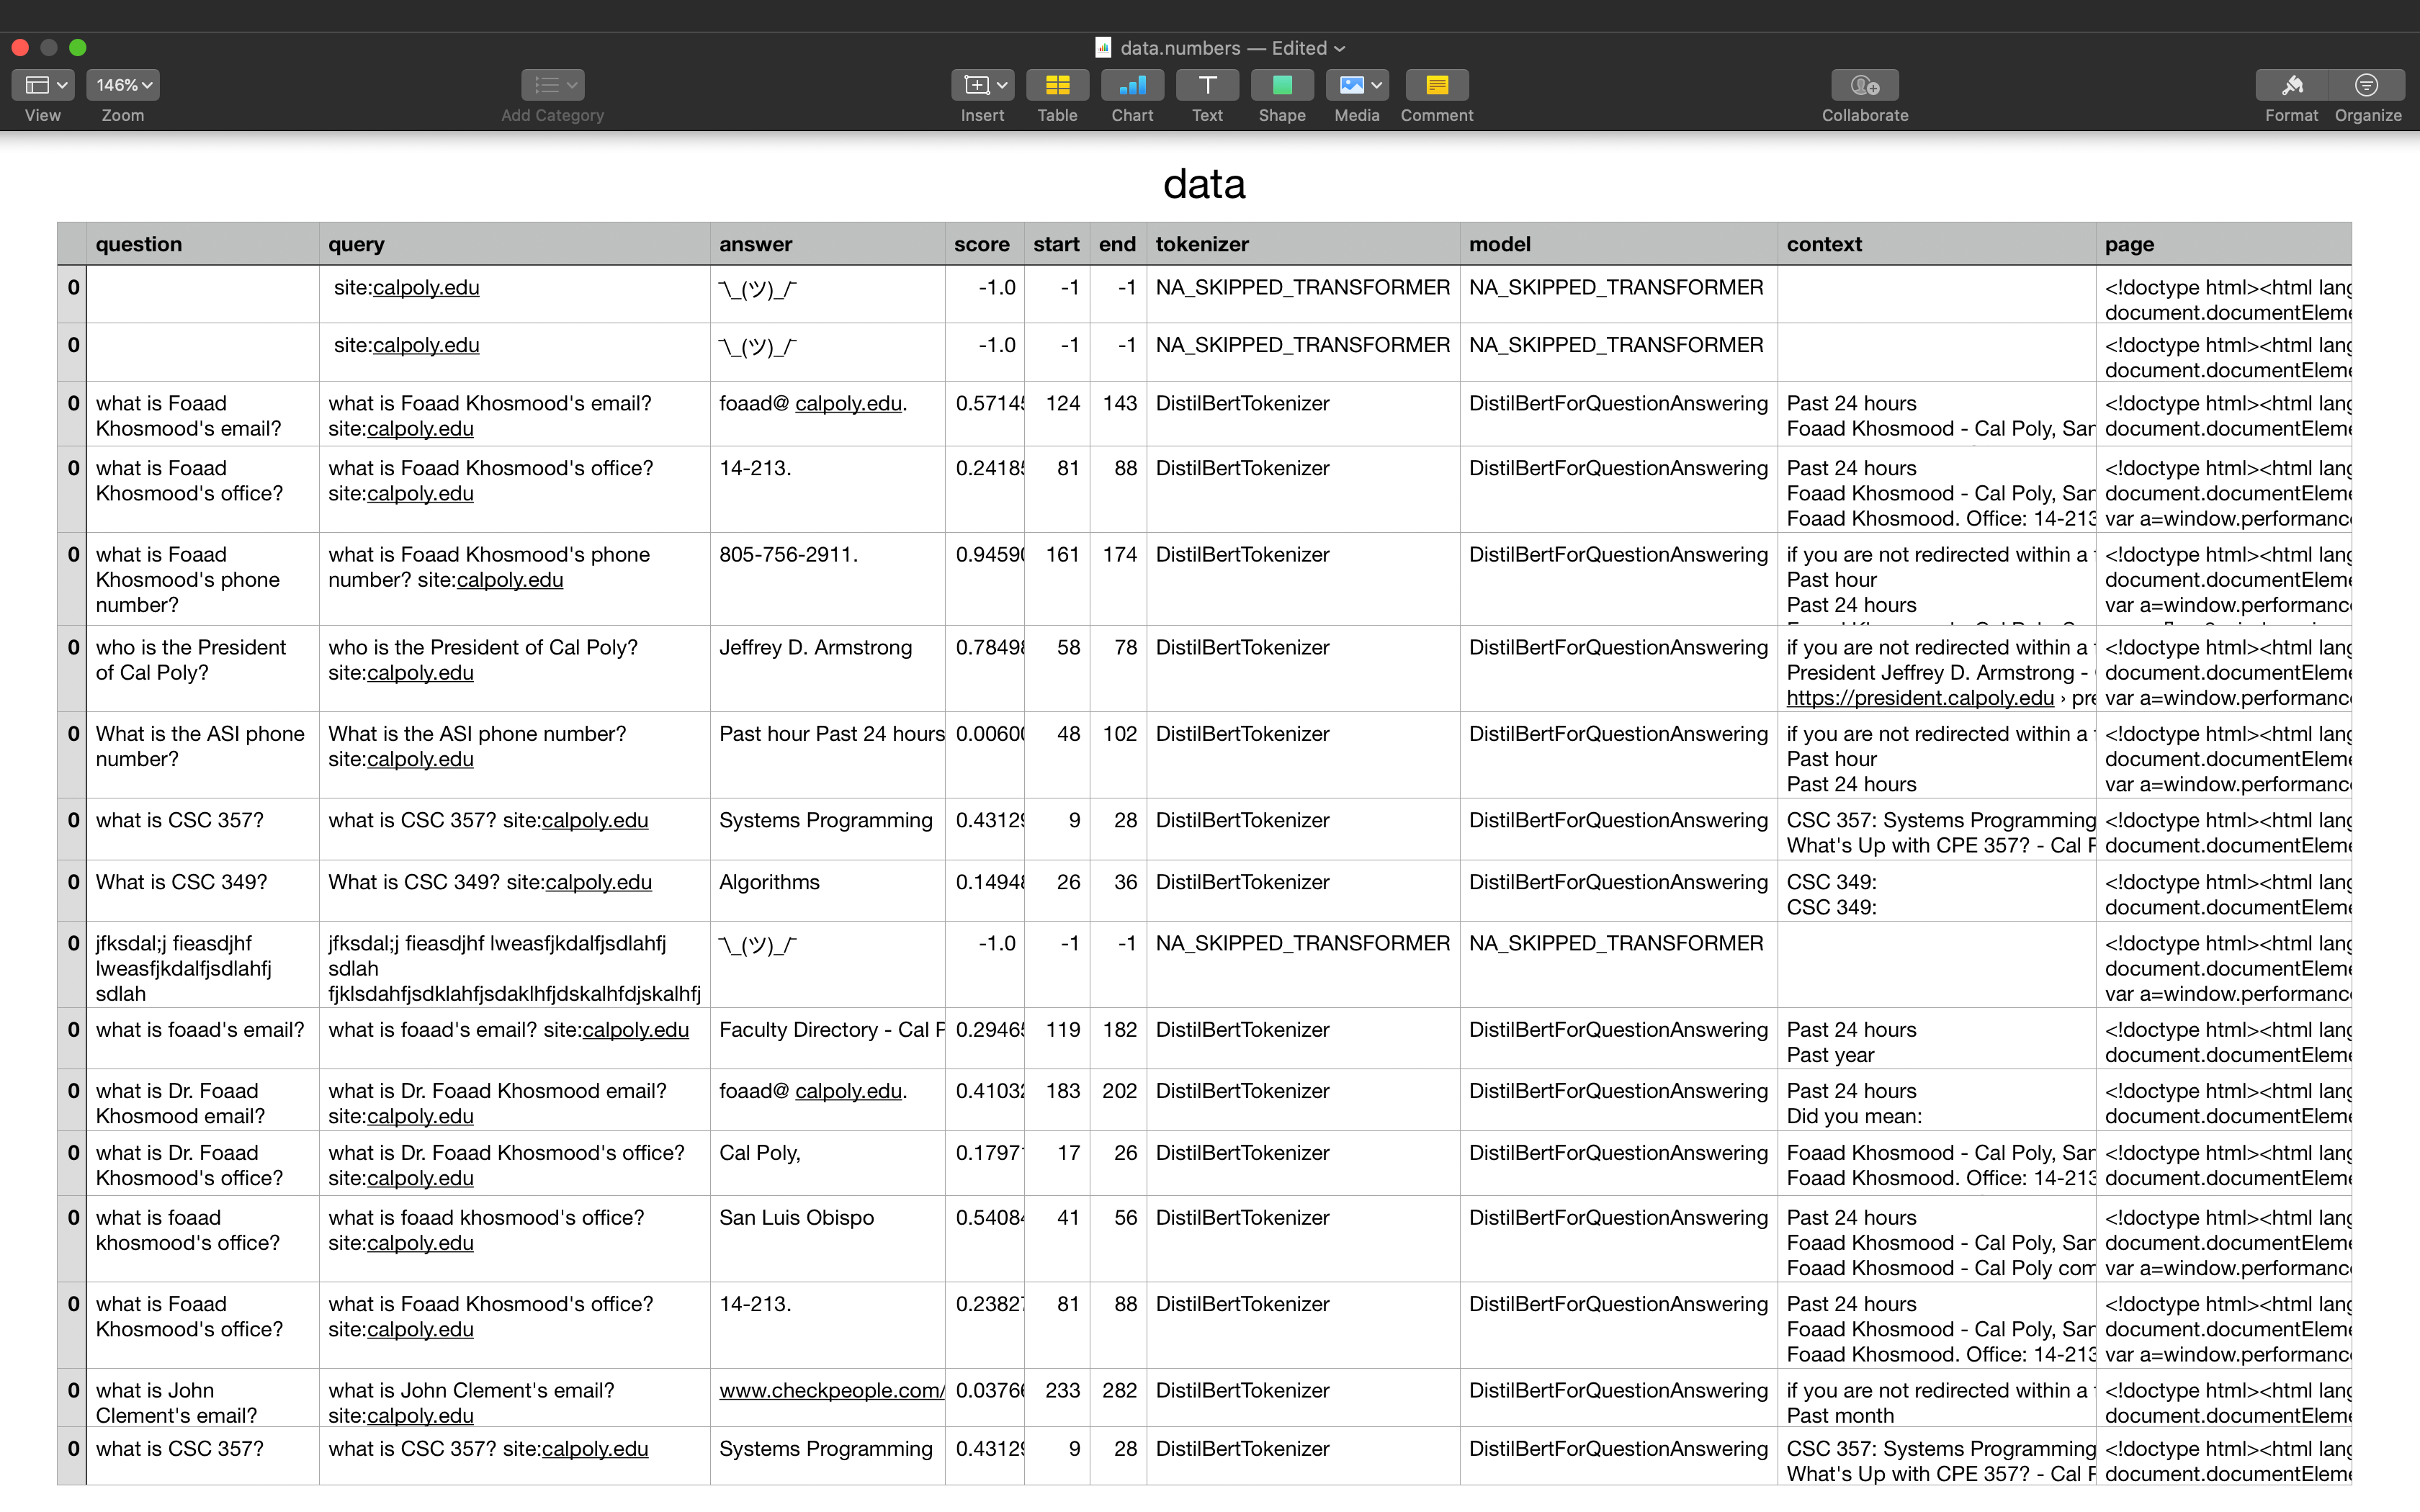 data.numbers — Edited
146%
View Zoom Add Category Insert Table Chart Text Shape Media Comment Collaborate Format Organize
data
question query answer score start end tokenizer model context page
0 site:calpoly.edu ¯\_(ツ)_/¯ -1.0 -1 -1 NA_SKIPPED_TRANSFORMER NA_SKIPPED_TRANSFORMER <!doctype html><html lang
document.documentEleme
0 site:calpoly.edu ¯\_(ツ)_/¯ -1.0 -1 -1 NA_SKIPPED_TRANSFORMER NA_SKIPPED_TRANSFORMER <!doctype html><html lang
document.documentEleme
0 what is Foaad what is Foaad Khosmood's email? foaad@ calpoly.edu. 0.57145 124 143 DistilBertTokenizer DistilBertForQuestionAnswering Past 24 hours <!doctype html><html lang
Khosmood's email? site:calpoly.edu Foaad Khosmood - Cal Poly, San document.documentEleme
0 what is Foaad what is Foaad Khosmood's office? 14-213. 0.24185 81 88 DistilBertTokenizer DistilBertForQuestionAnswering Past 24 hours <!doctype html><html lang
Khosmood's office? site:calpoly.edu Foaad Khosmood - Cal Poly, San document.documentEleme
Foaad Khosmood. Office: 14-213 var a=window.performance
0 what is Foaad what is Foaad Khosmood's phone 805-756-2911. 0.94590 161 174 DistilBertTokenizer DistilBertForQuestionAnswering if you are not redirected within a <!doctype html><html lang
Khosmood's phone number? site:calpoly.edu Past hour document.documentEleme
number? Past 24 hours var a=window.performance
0 who is the President who is the President of Cal Poly? Jeffrey D. Armstrong 0.78498 58 78 DistilBertTokenizer DistilBertForQuestionAnswering if you are not redirected within a <!doctype html><html lang
of Cal Poly? site:calpoly.edu President Jeffrey D. Armstrong - document.documentEleme
https://president.calpoly.edu › pre var a=window.performance
0 What is the ASI phone What is the ASI phone number? Past hour Past 24 hours 0.00600 48 102 DistilBertTokenizer DistilBertForQuestionAnswering if you are not redirected within a <!doctype html><html lang
number? site:calpoly.edu Past hour document.documentEleme
Past 24 hours var a=window.performance
0 what is CSC 357? what is CSC 357? site:calpoly.edu Systems Programming 0.43129 9 28 DistilBertTokenizer DistilBertForQuestionAnswering CSC 357: Systems Programming <!doctype html><html lang
What's Up with CPE 357? - Cal P document.documentEleme
0 What is CSC 349? What is CSC 349? site:calpoly.edu Algorithms 0.14948 26 36 DistilBertTokenizer DistilBertForQuestionAnswering CSC 349: <!doctype html><html lang
CSC 349: document.documentEleme
0 jfksdal;j fieasdjhf jfksdal;j fieasdjhf lweasfjkdalfjsdlahfj ¯\_(ツ)_/¯ -1.0 -1 -1 NA_SKIPPED_TRANSFORMER NA_SKIPPED_TRANSFORMER <!doctype html><html lang
lweasfjkdalfjsdlahfj sdlah document.documentEleme
sdlah fjklsdahfjsdklahfjsdaklhfjdskalhfdjskalhfj var a=window.performance
0 what is foaad's email? what is foaad's email? site:calpoly.edu Faculty Directory - Cal P 0.29465 119 182 DistilBertTokenizer DistilBertForQuestionAnswering Past 24 hours <!doctype html><html lang
Past year document.documentEleme
0 what is Dr. Foaad what is Dr. Foaad Khosmood email? foaad@ calpoly.edu. 0.41032 183 202 DistilBertTokenizer DistilBertForQuestionAnswering Past 24 hours <!doctype html><html lang
Khosmood email? site:calpoly.edu Did you mean: document.documentEleme
0 what is Dr. Foaad what is Dr. Foaad Khosmood's office? Cal Poly, 0.17971 17 26 DistilBertTokenizer DistilBertForQuestionAnswering Foaad Khosmood - Cal Poly, San <!doctype html><html lang
Khosmood's office? site:calpoly.edu Foaad Khosmood. Office: 14-213 document.documentEleme
0 what is foaad what is foaad khosmood's office? San Luis Obispo 0.54084 41 56 DistilBertTokenizer DistilBertForQuestionAnswering Past 24 hours <!doctype html><html lang
khosmood's office? site:calpoly.edu Foaad Khosmood - Cal Poly, San document.documentEleme
Foaad Khosmood - Cal Poly com var a=window.performance
0 what is Foaad what is Foaad Khosmood's office? 14-213. 0.23827 81 88 DistilBertTokenizer DistilBertForQuestionAnswering Past 24 hours <!doctype html><html lang
Khosmood's office? site:calpoly.edu Foaad Khosmood - Cal Poly, San document.documentEleme
Foaad Khosmood. Office: 14-213 var a=window.performance
0 what is John what is John Clement's email? www.checkpeople.com/ 0.03766 233 282 DistilBertTokenizer DistilBertForQuestionAnswering if you are not redirected within a <!doctype html><html lang
Clement's email? site:calpoly.edu Past month document.documentEleme
0 what is CSC 357? what is CSC 357? site:calpoly.edu Systems Programming 0.43129 9 28 DistilBertTokenizer DistilBertForQuestionAnswering CSC 357: Systems Programming <!doctype html><html lang
What's Up with CPE 357? - Cal P document.documentEleme